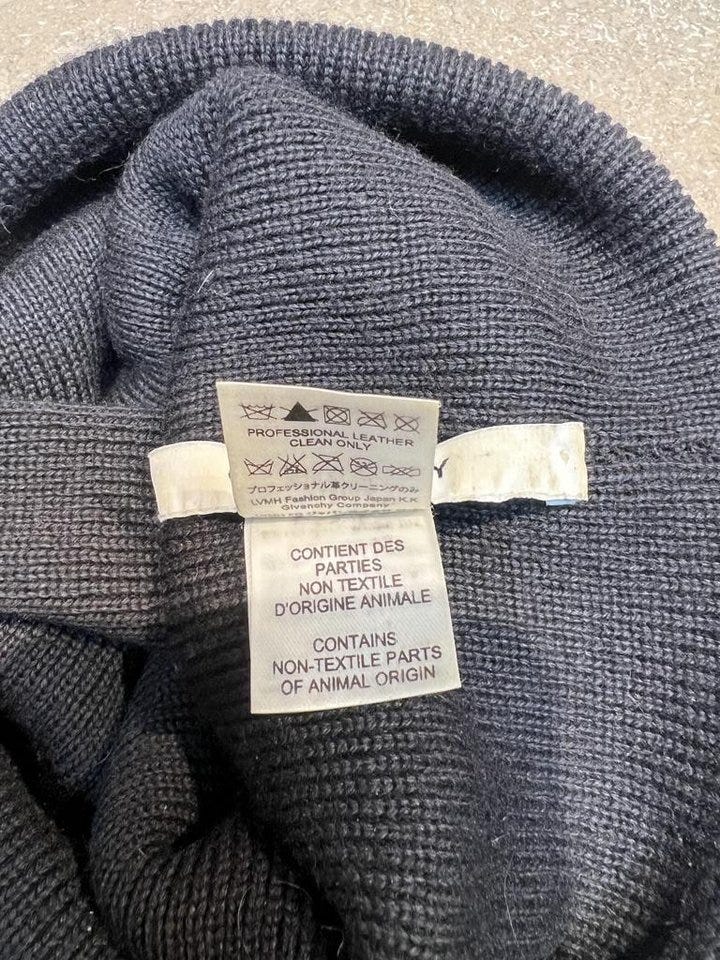 PROFESSIONAL LEATHER
CLEAN ONLY
プロフェッショナル革クリーニングのみ
LVMH Fashion Group Japan K.K
Givenchy Company
Y
CONTIENT DES
PARTIES
NON TEXTILE
D'ORIGINE ANIMALE
CONTAINS
NON-TEXTILE PARTS
OF ANIMAL ORIGIN